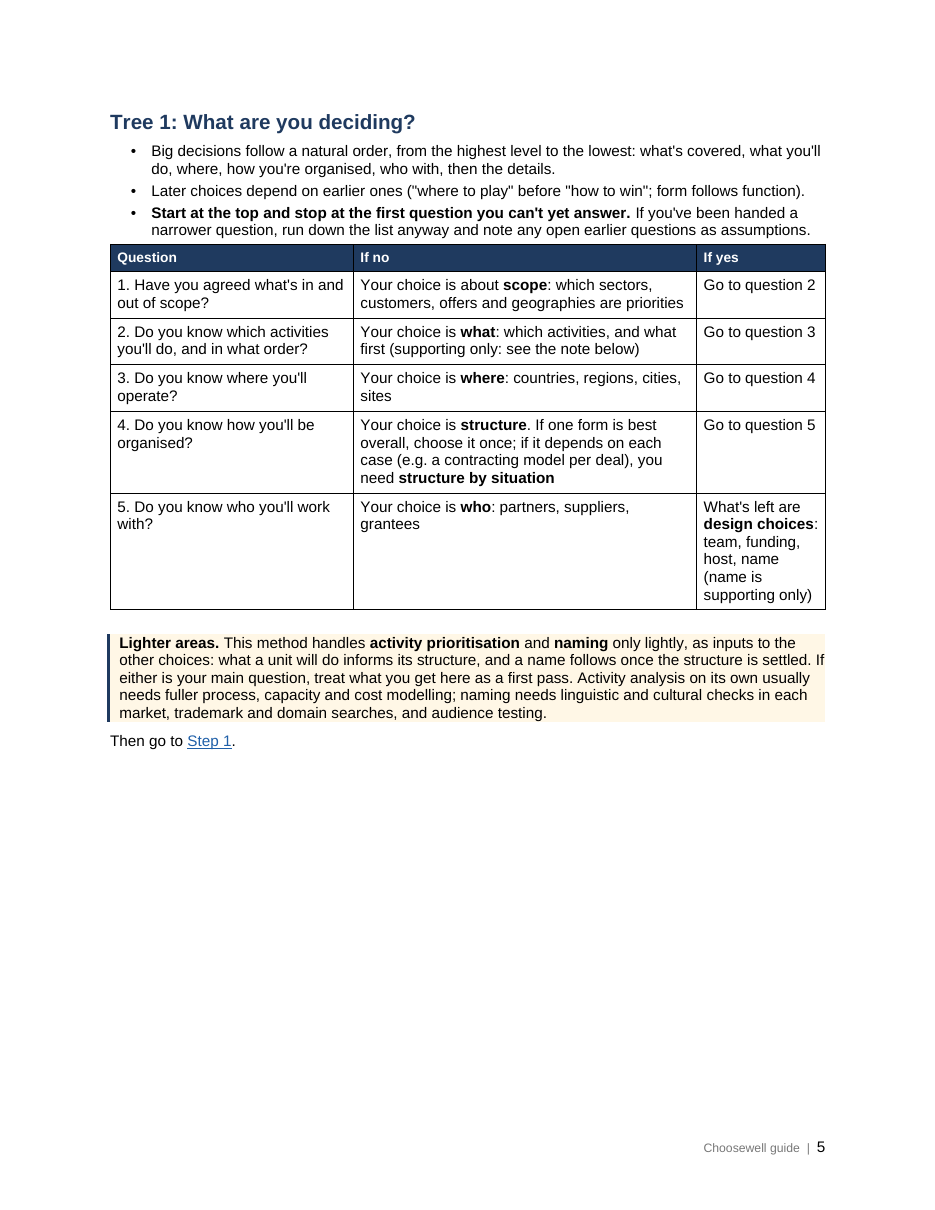 Tree 1: What are you deciding?
• Big decisions follow a natural order, from the highest level to the lowest: what's covered, what you'll
do, where, how you're organised, who with, then the details.
• Later choices depend on earlier ones ("where to play" before "how to win"; form follows function).
• Start at the top and stop at the first question you can't yet answer. If you've been handed a
narrower question, run down the list anyway and note any open earlier questions as assumptions.
Question
If no
If yes
1. Have you agreed what's in and
out of scope?
Your choice is about scope: which sectors,
customers, offers and geographies are priorities
Go to question 2
2. Do you know which activities
you'll do, and in what order?
Your choice is what: which activities, and what
first (supporting only: see the note below)
Go to question 3
3. Do you know where you'll
operate?
Your choice is where: countries, regions, cities,
sites
Go to question 4
4. Do you know how you'll be
organised?
Your choice is structure. If one form is best
overall, choose it once; if it depends on each
case (e.g. a contracting model per deal), you
need structure by situation
Go to question 5
5. Do you know who you'll work
with?
Your choice is who: partners, suppliers,
grantees
What's left are
design choices:
team, funding,
host, name
(name is
supporting only)
Lighter areas. This method handles activity prioritisation and naming only lightly, as inputs to the
other choices: what a unit will do informs its structure, and a name follows once the structure is settled. If
either is your main question, treat what you get here as a first pass. Activity analysis on its own usually
needs fuller process, capacity and cost modelling; naming needs linguistic and cultural checks in each
market, trademark and domain searches, and audience testing.
Then go to Step 1.
Choosewell guide | 5